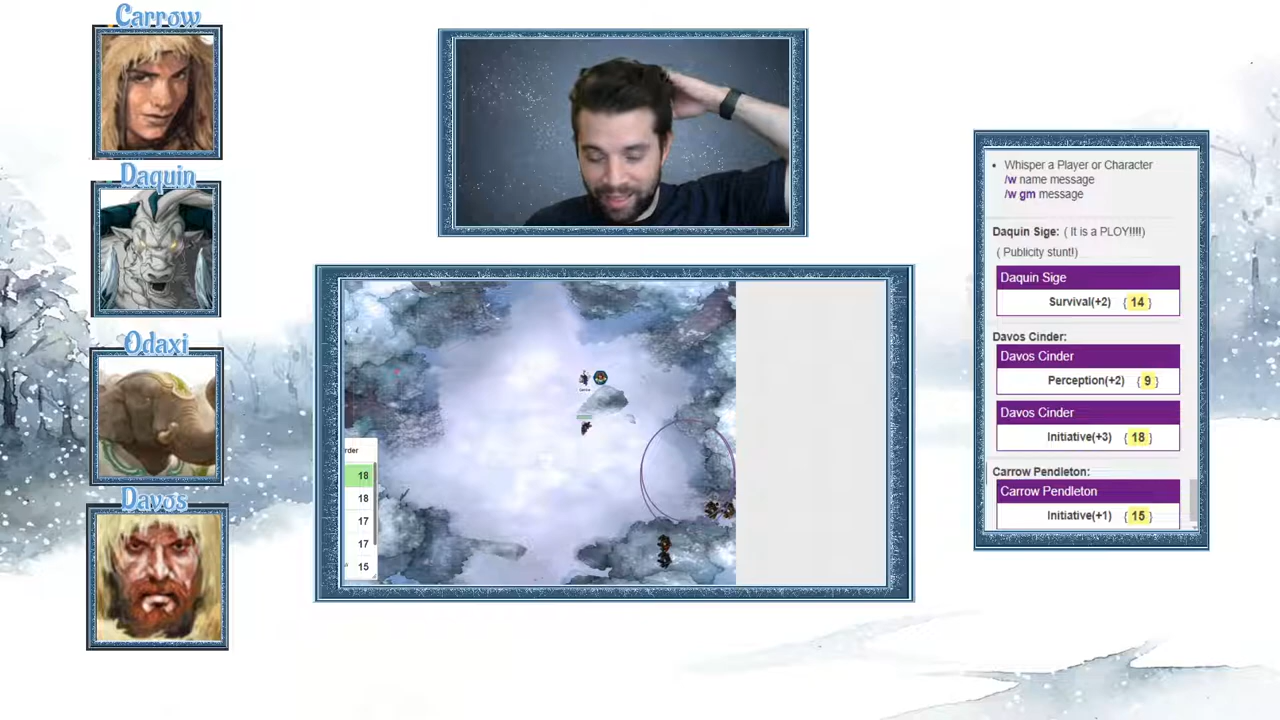 Carrow
Daquin
Odaxi
Davos
rder
18
18
17
17
15
Whisper a Player or Character
/w name message
/w gm message
Daquin Sige: ( It is a PLOY!!!!)
( Publicity stunt!)
Daquin Sige
Survival(+2) { 14 }
Davos Cinder:
Davos Cinder
Perception(+2) { 9 }
Davos Cinder
Initiative(+3) { 18 }
Carrow Pendleton:
Carrow Pendleton
Initiative(+1) { 15 }